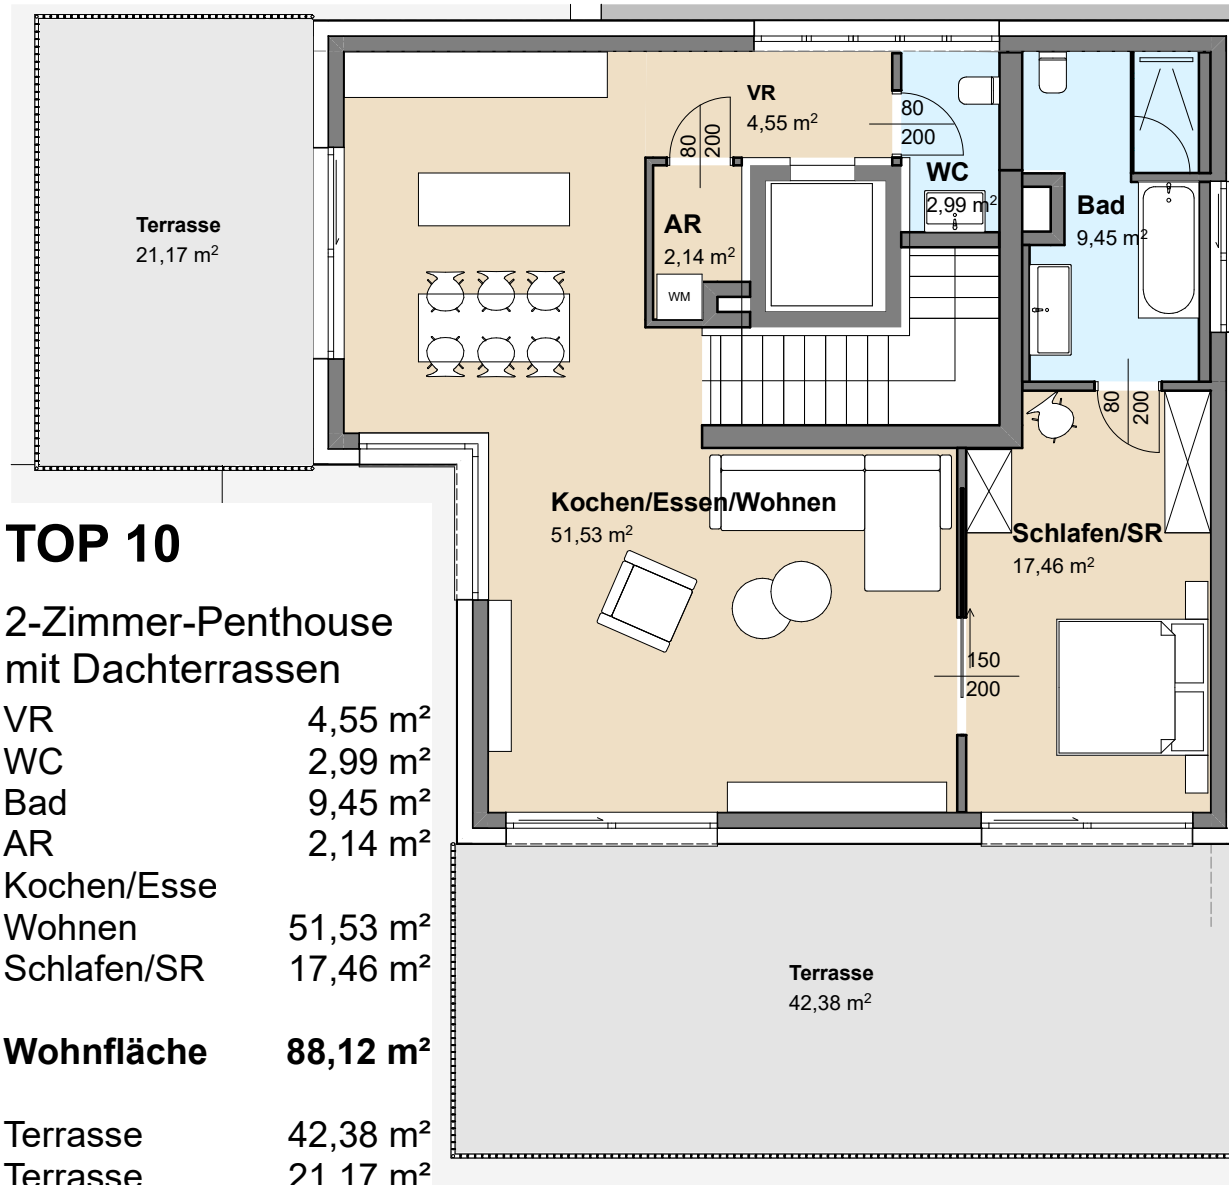 VR
4,55 m²
80
200
80
200
WC
2,99 m²
Bad
9,45 m²
Terrasse
21,17 m²
AR
2,14 m²
WM
80
200
Kochen/Essen/Wohnen
51,53 m²
Schlafen/SR
17,46 m²
150
200
TOP 10
2-Zimmer-Penthouse
mit Dachterrassen
VR 4,55 m²
WC 2,99 m²
Bad 9,45 m²
AR 2,14 m²
Kochen/Esse
Wohnen 51,53 m²
Schlafen/SR 17,46 m²
Wohnfläche 88,12 m²
Terrasse 42,38 m²
Terrasse 21,17 m²
Terrasse
42,38 m²